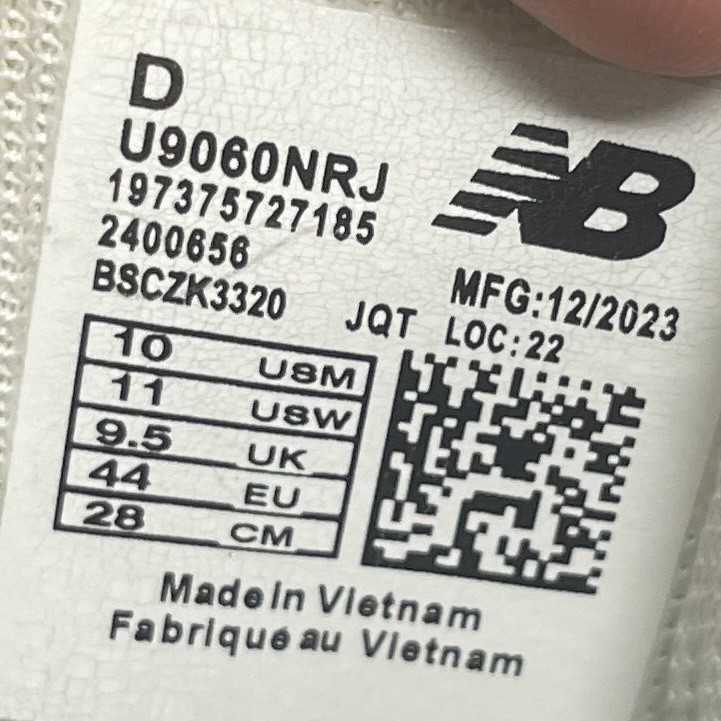 D
U9060NRJ
197375727185
2400656
BSCZK3320
NB
MFG:12/2023
JQT LOC:22
10 USM
11 USW
9.5 UK
44 EU
28 CM
Made in Vietnam
Fabriqué au Vietnam